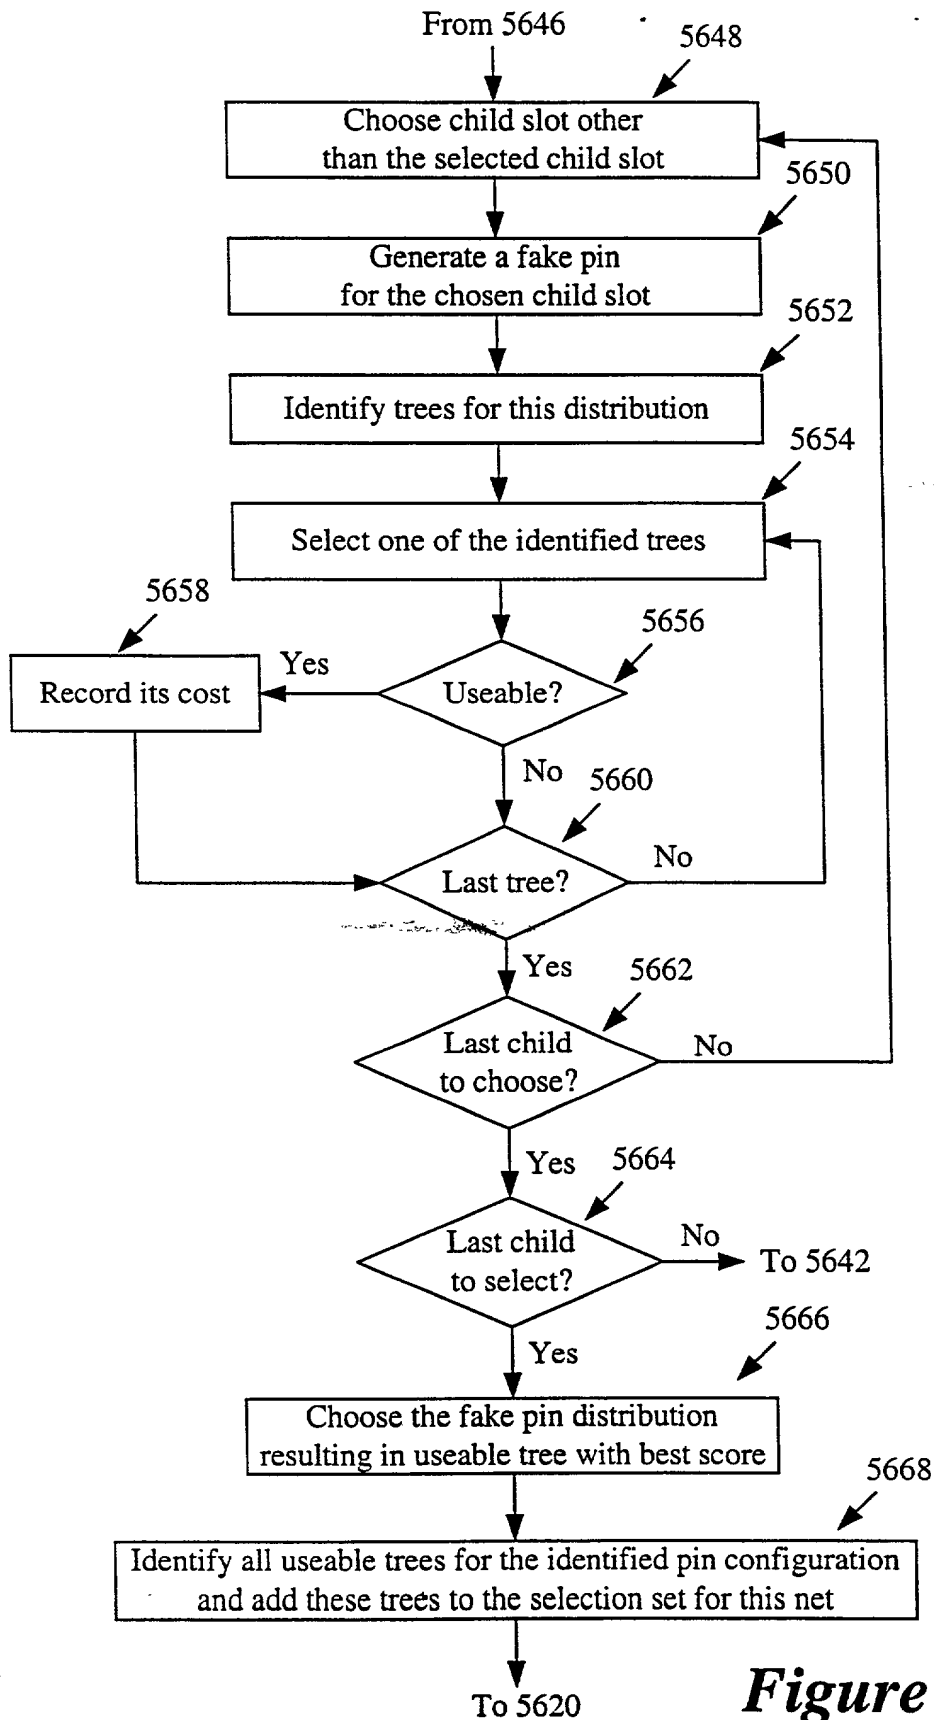 From 5646
5648
Choose child slot other
than the selected child slot
5650
Generate a fake pin
for the chosen child slot
5652
Identify trees for this distribution
5654
Select one of the identified trees
5658
5656
Record its cost
Yes
Useable?
No
5660
Last tree?
No
Yes
5662
Last child
to choose?
No
Yes
5664
Last child
to select?
No
To 5642
5666
Yes
Choose the fake pin distribution
resulting in useable tree with best score
5668
Identify all useable trees for the identified pin configuration
and add these trees to the selection set for this net
To 5620
Figure